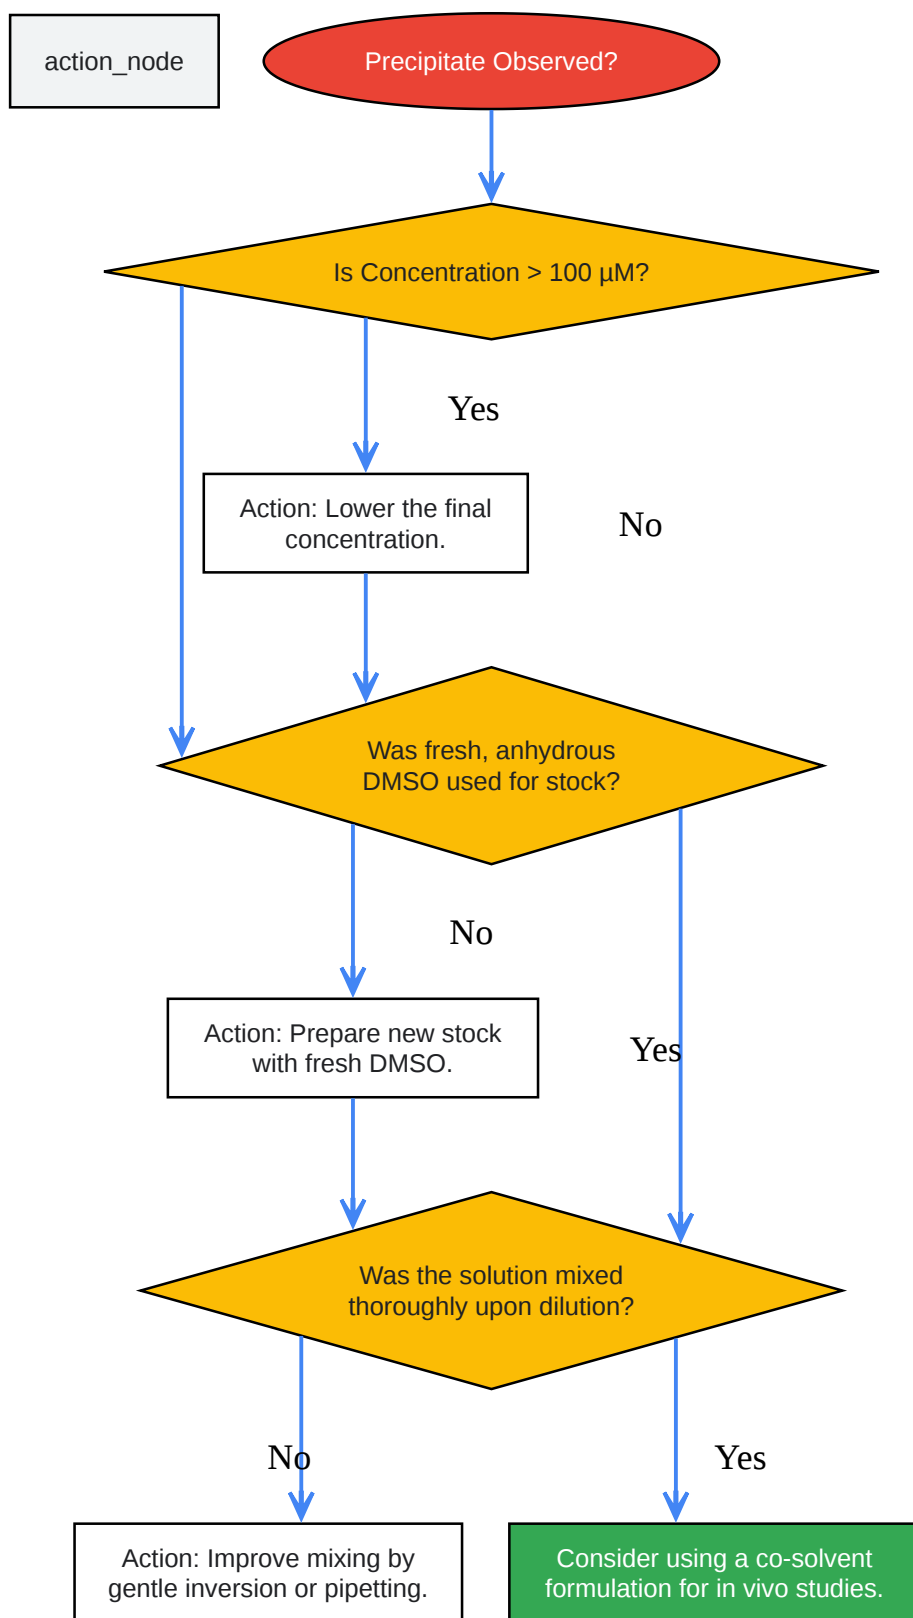 action_node
Precipitate Observed?
Is Concentration > 100 µM?
Yes
Action: Lower the final
concentration.
No
Was fresh, anhydrous
DMSO used for stock?
No
Action: Prepare new stock
with fresh DMSO.
Yes
Was the solution mixed
thoroughly upon dilution?
No
Yes
Action: Improve mixing by
gentle inversion or pipetting.
Consider using a co-solvent
formulation for in vivo studies.